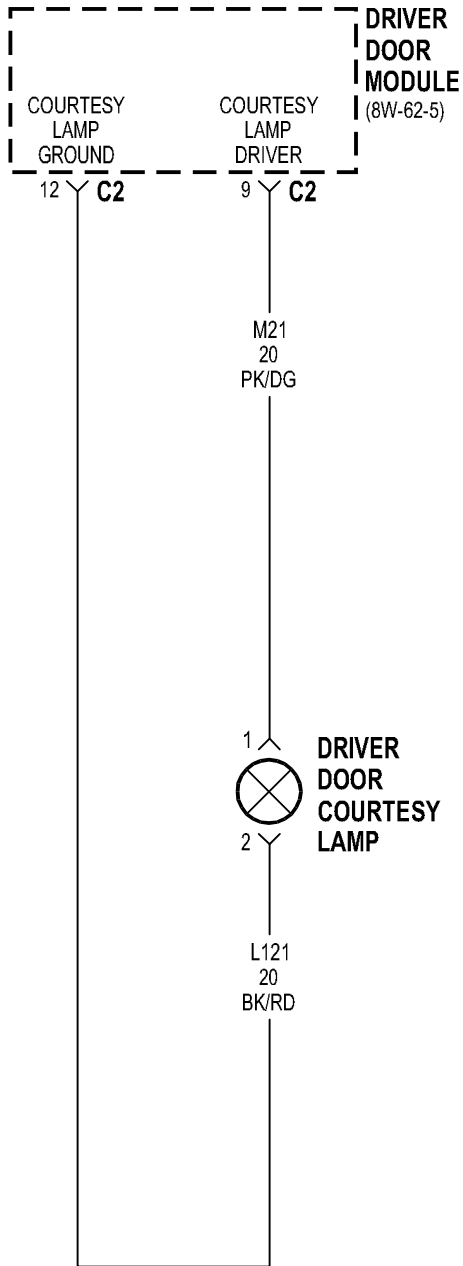 DRIVER
DOOR
MODULE
(8W-62-5)
COURTESY
LAMP
GROUND
COURTESY
LAMP
DRIVER
12 C2
9 C2
M21
20
PK/DG
1
DRIVER
DOOR
COURTESY
LAMP
2
L121
20
BK/RD